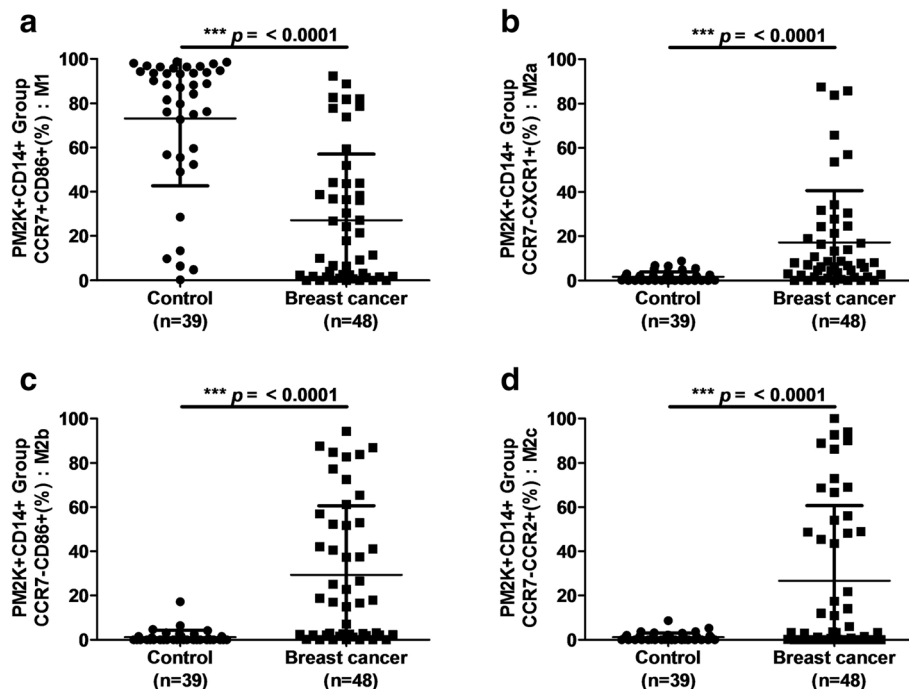 a
*** p = < 0.0001
PM2K+CD14+ Group
CCR7+CD86+(%) : M1
100
80
60
40
20
0
Control
(n=39)
Breast cancer
(n=48)
b
*** p = < 0.0001
PM2K+CD14+ Group
CCR7-CXCR1+(%) : M2a
100
80
60
40
20
0
Control
(n=39)
Breast cancer
(n=48)
c
*** p = < 0.0001
PM2K+CD14+ Group
CCR7-CD86+(%) : M2b
100
80
60
40
20
0
Control
(n=39)
Breast cancer
(n=48)
d
*** p = < 0.0001
PM2K+CD14+ Group
CCR7-CCR2+(%) : M2c
100
80
60
40
20
0
Control
(n=39)
Breast cancer
(n=48)